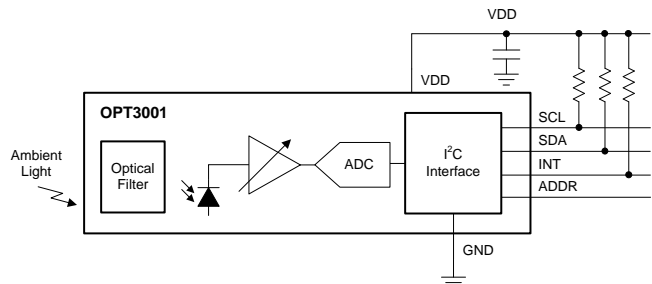 VDD
VDD
OPT3001
SCL
SDA
INT
ADDR
Ambient
Light
Optical
Filter
ADC
I²C
Interface
GND